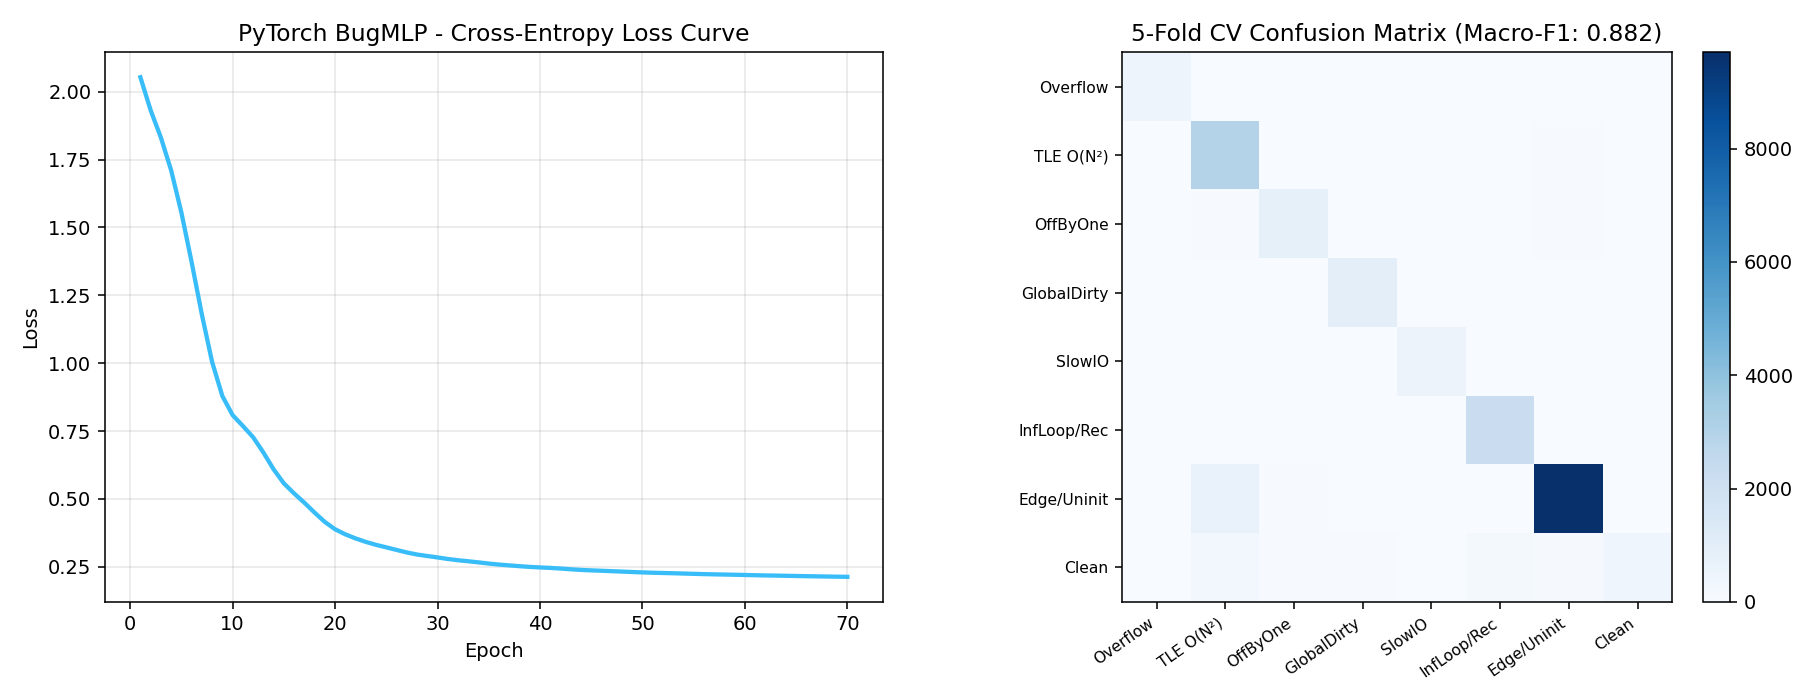 PyTorch BugMLP - Cross-Entropy Loss Curve
2.00
1.75
1.50
1.25
1.00
0.75
0.50
0.25
Loss
0 10 20 30 40 50 60 70
Epoch
5-Fold CV Confusion Matrix (Macro-F1: 0.882)
Overflow
TLE O(N²)
OffByOne
GlobalDirty
SlowIO
InfLoop/Rec
Edge/Uninit
Clean
Overflow TLE O(N²) OffByOne GlobalDirty SlowIO InfLoop/Rec Edge/Uninit Clean
8000
6000
4000
2000
0